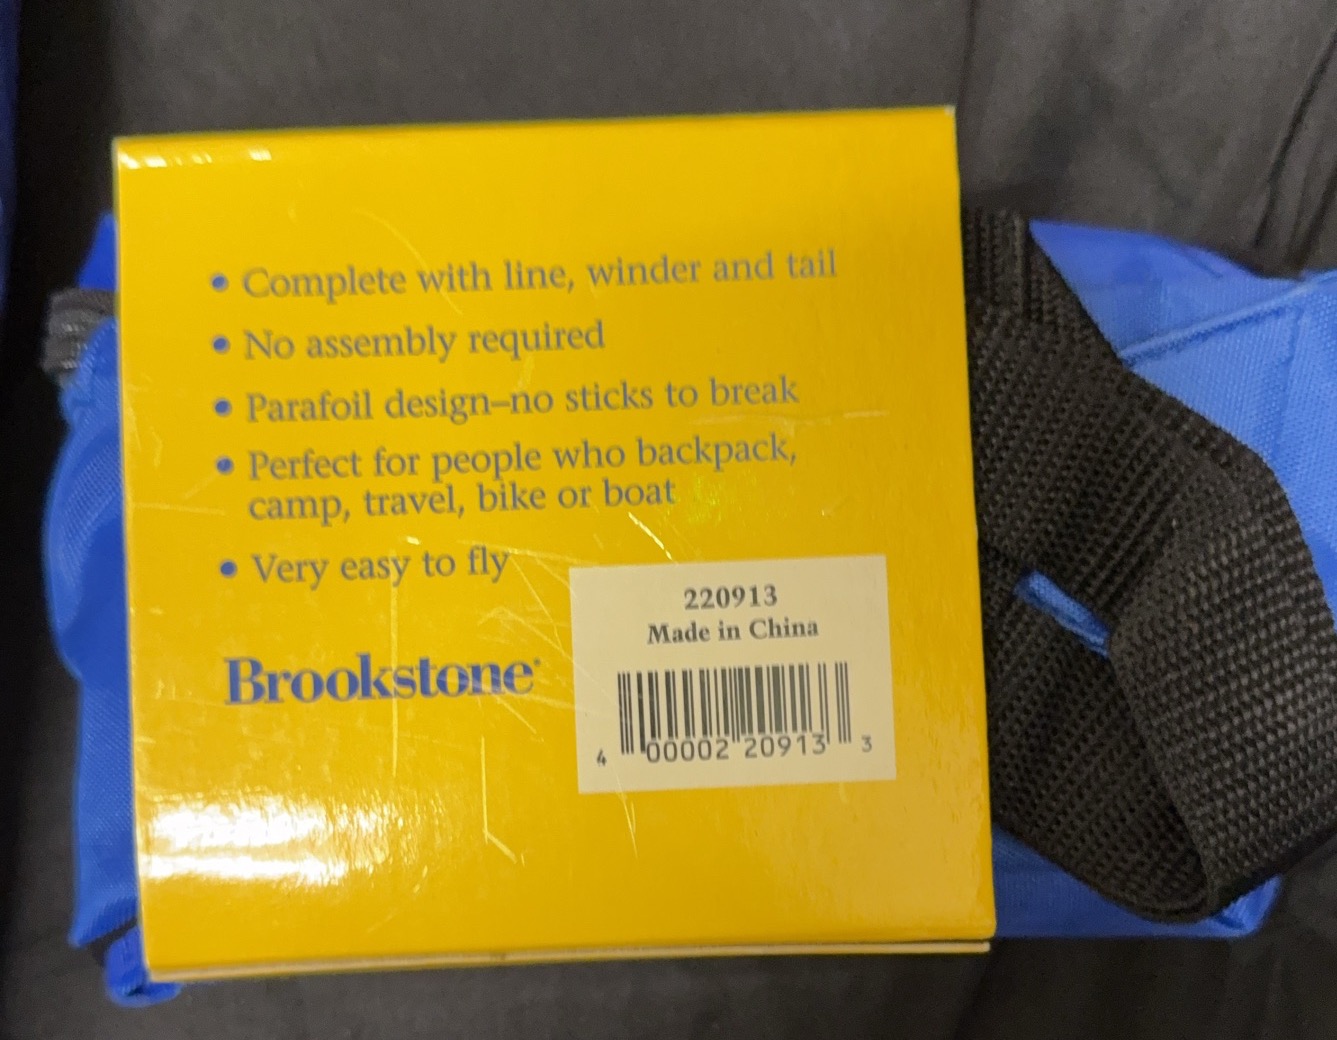 • Complete with line, winder and tail
• No assembly required
• Parafoil design–no sticks to break
• Perfect for people who backpack,
camp, travel, bike or boat
• Very easy to fly
220913
Made in China
Brookstone
4 00002 20913 3